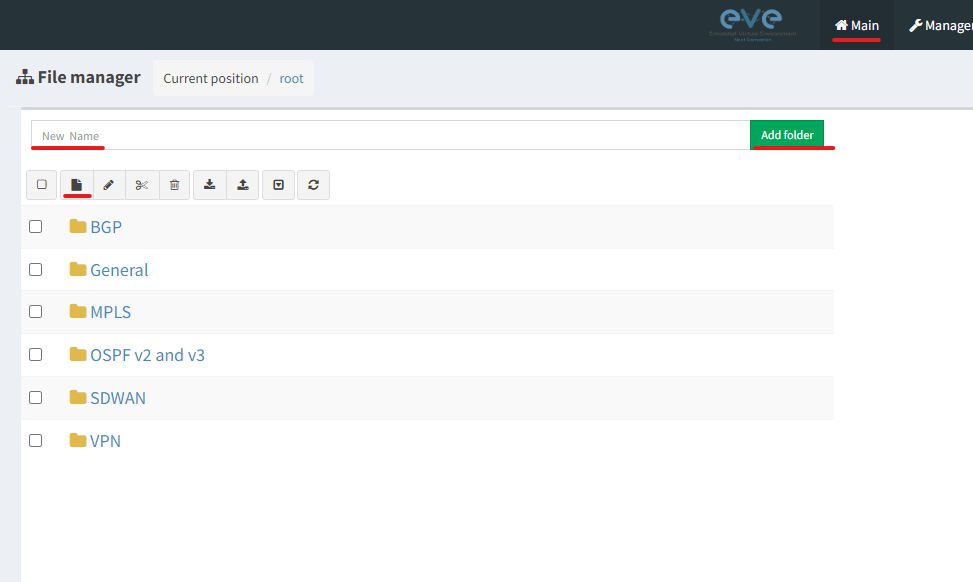 eve
Emulated Virtual Environment
Next Generation
Main
Manage
File manager
Current position / root
New Name
Add folder
BGP
General
MPLS
OSPF v2 and v3
SDWAN
VPN